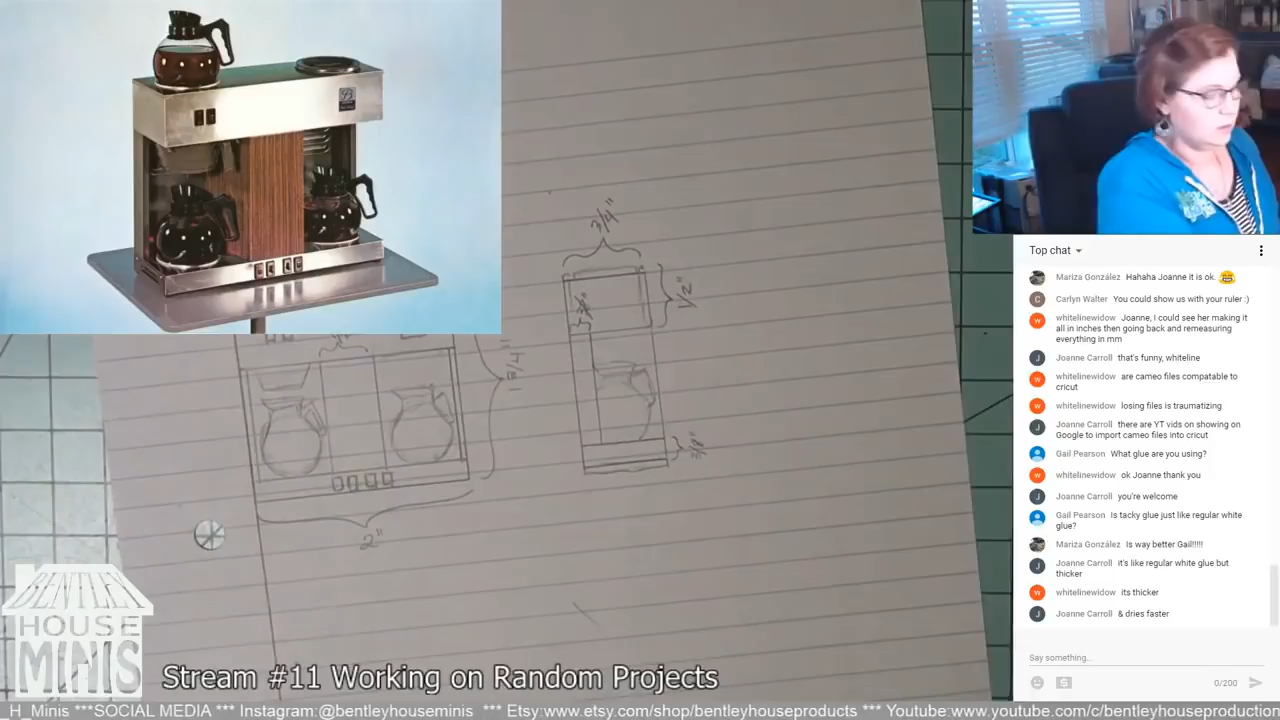 3/4"
1/2"
3/8"
2"
Top chat
Mariza González Hahaha Joanne it is ok. 😂
Carlyn Walter You could show us with your ruler :)
whitelinewidow Joanne, I could see her making it
all in inches then going back and remeasuring
everything in mm
Joanne Carroll that's funny, whiteline
whitelinewidow are cameo files compatable to
cricut
whitelinewidow losing files is traumatizing
Joanne Carroll there are YT vids on showing on
Google to import cameo files into cricut
Gail Pearson What glue are you using?
whitelinewidow ok Joanne thank you
Joanne Carroll you're welcome
Gail Pearson Is tacky glue just like regular white
glue?
Mariza González Is way better Gail!!!!!
Joanne Carroll it's like regular white glue but
thicker
whitelinewidow its thicker
Joanne Carroll & dries faster
Say something...
0/200
BENTLEY
HOUSE
MINIS
Stream #11 Working on Random Projects
H_Minis ***SOCIAL MEDIA *** Instagram:@bentleyhouseminis *** Etsy:www.etsy.com/shop/bentleyhouseproducts *** Youtube:www.youtube.com/c/bentleyhouseproduction